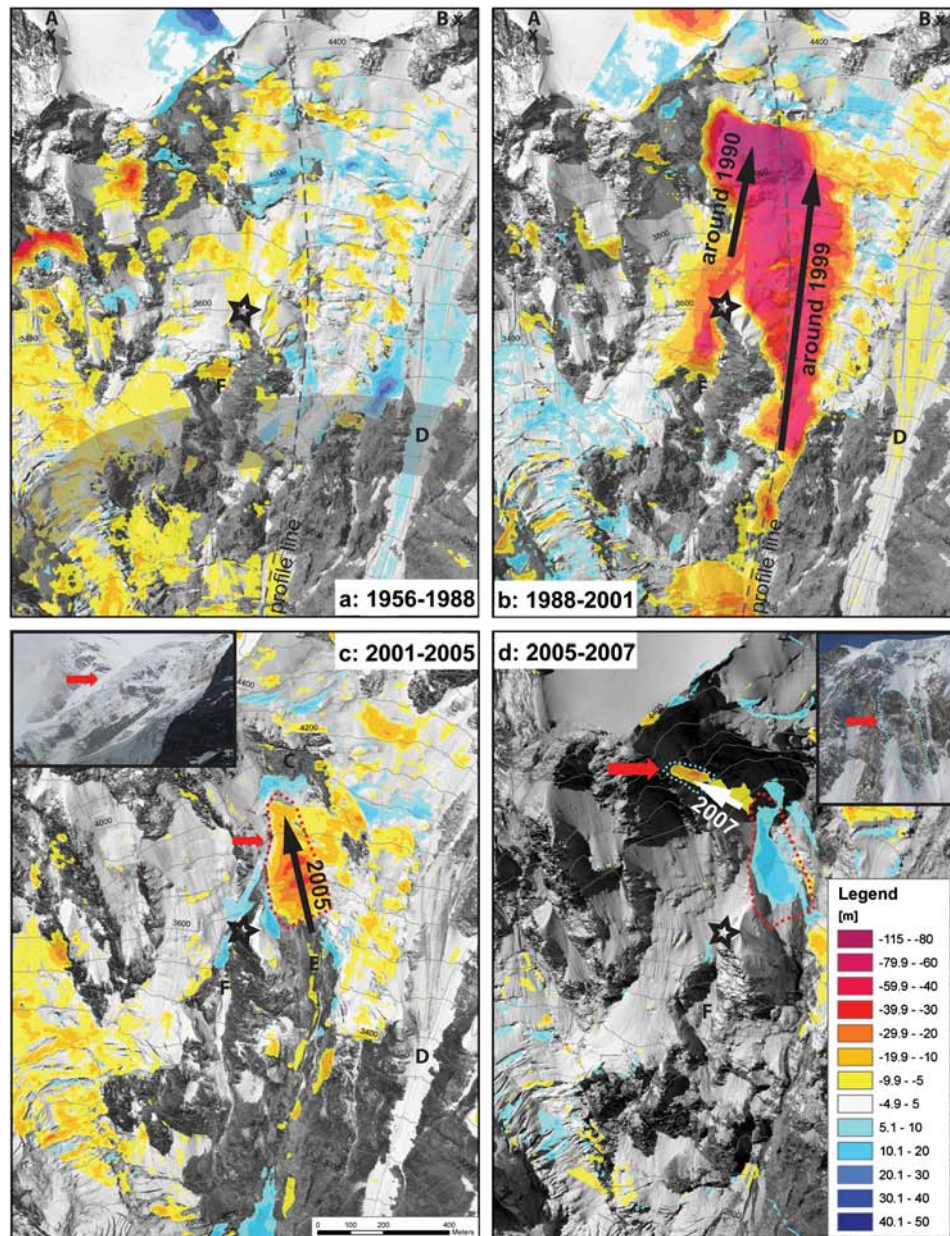 A
x
B x
4400
4000
3600
3400
F
D
profile line
a: 1956-1988
A
x
B x
4400
around 1990
around 1999
3800
3400
F
D
profile line
b: 1988-2001
c: 2001-2005
4400
4200
C
4000
2005
3600
E
F
3400
D
0 100 200 400
Meters
d: 2005-2007
2007
F
Legend
[m]
-115 - -80
-79.9 - -60
-59.9 - -40
-39.9 - -30
-29.9 - -20
-19.9 - -10
-9.9 - -5
-4.9 - 5
5.1 - 10
10.1 - 20
20.1 - 30
30.1 - 40
40.1 - 50